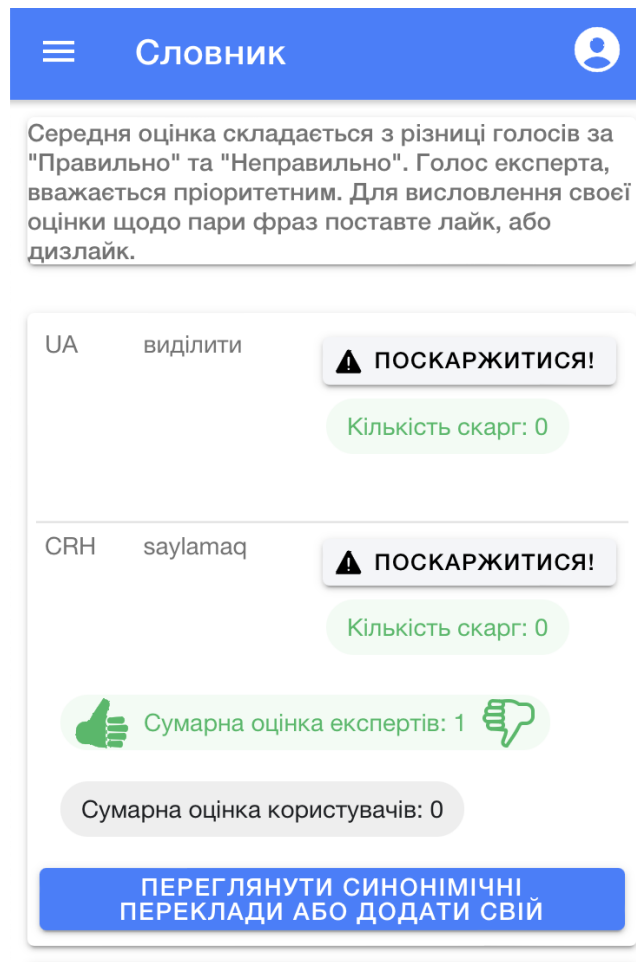 Словник
Середня оцінка складається з різниці голосів за
"Правильно" та "Неправильно". Голос експерта,
вважається пріоритетним. Для висловлення своєї
оцінки щодо пари фраз поставте лайк, або
дизлайк.
UA виділити
ПОСКАРЖИТИСЯ!
Кількість скарг: 0
CRH saylamaq
ПОСКАРЖИТИСЯ!
Кількість скарг: 0
Сумарна оцінка експертів: 1
Сумарна оцінка користувачів: 0
ПЕРЕГЛЯНУТИ СИНОНІМІЧНІ
ПЕРЕКЛАДИ АБО ДОДАТИ СВІЙ